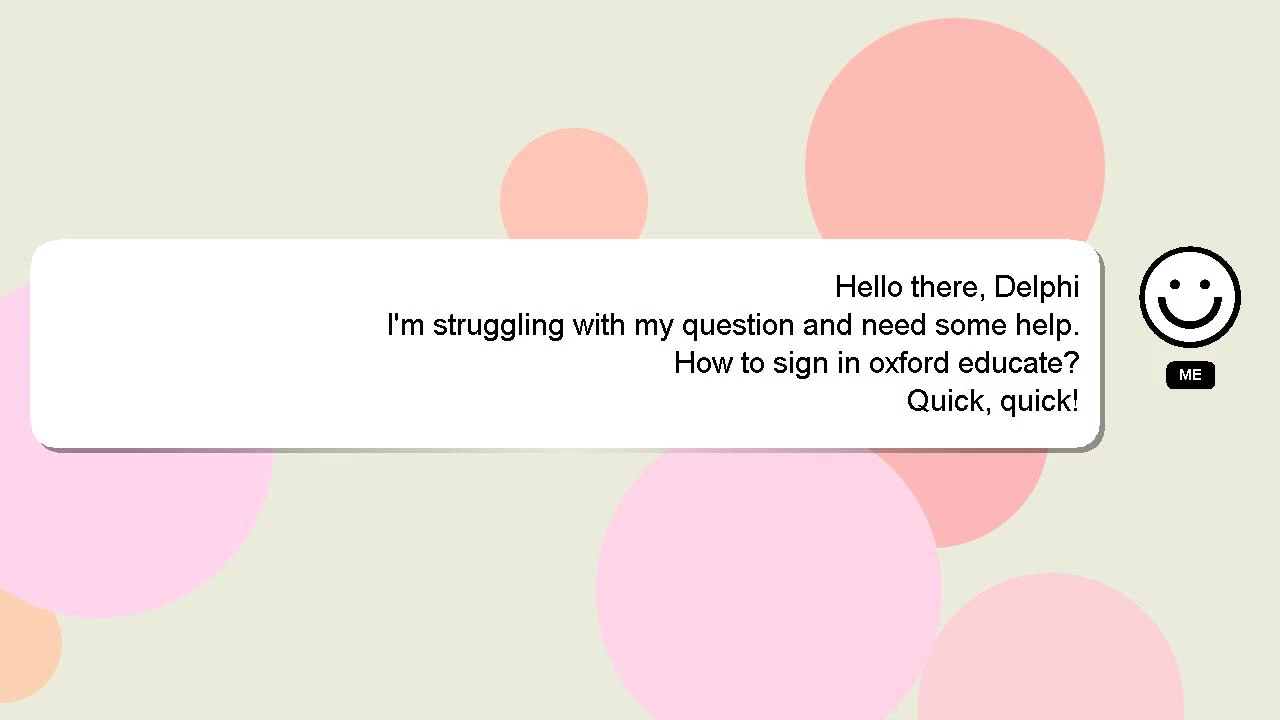 Hello there, Delphi
I'm struggling with my question and need some help.
How to sign in oxford educate?
Quick, quick!
ME